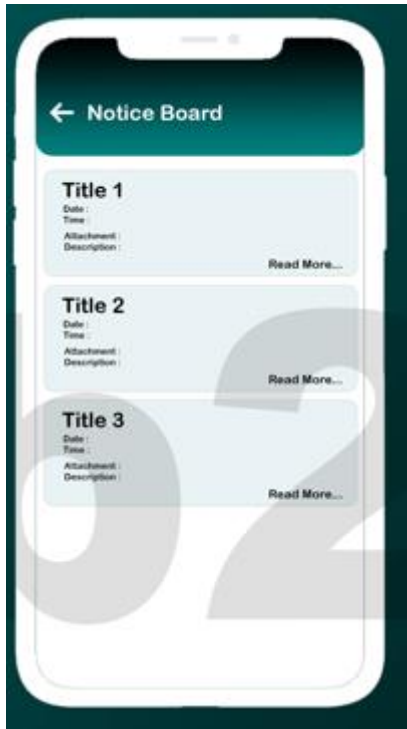 Notice Board
Title 1
Date :
Time :
Attachment :
Description :
Read More...
Title 2
Date :
Time :
Attachment :
Description :
Read More...
Title 3
Date :
Time :
Attachment :
Description :
Read More...